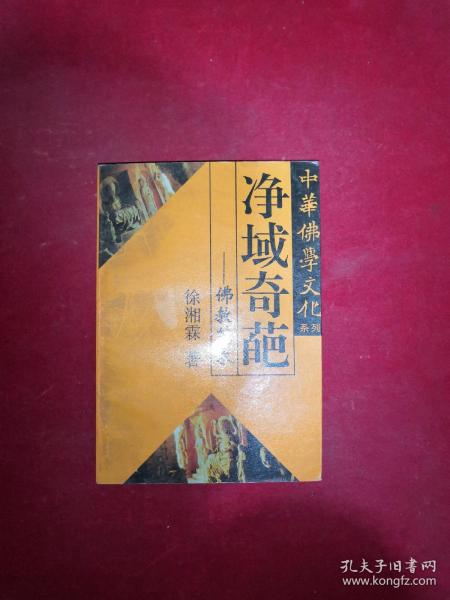 中華佛學文化
系列
净域奇葩
——佛教
徐湘霖 著
孔夫子旧书网
www.kongfz.com